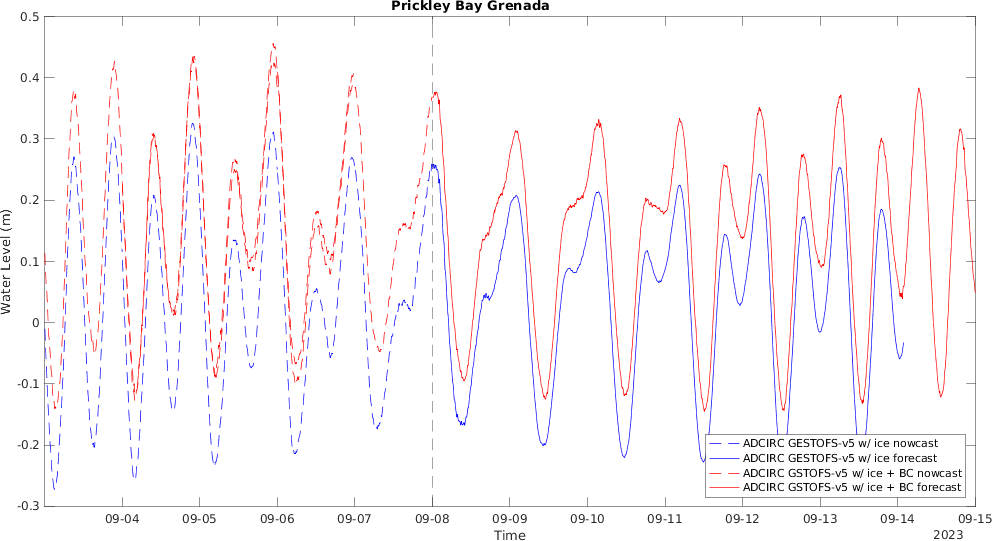 Prickley Bay Grenada
0.5
0.4
0.3
0.2
0.1
0
-0.1
-0.2
-0.3
Water Level (m)
09-04 09-05 09-06 09-07 09-08 09-09 09-10 09-11 09-12 09-13 09-14 09-15
Time
2023
ADCIRC GESTOFS-v5 w/ ice nowcast
ADCIRC GESTOFS-v5 w/ ice forecast
ADCIRC GSTOFS-v5 w/ ice + BC nowcast
ADCIRC GSTOFS-v5 w/ ice + BC forecast